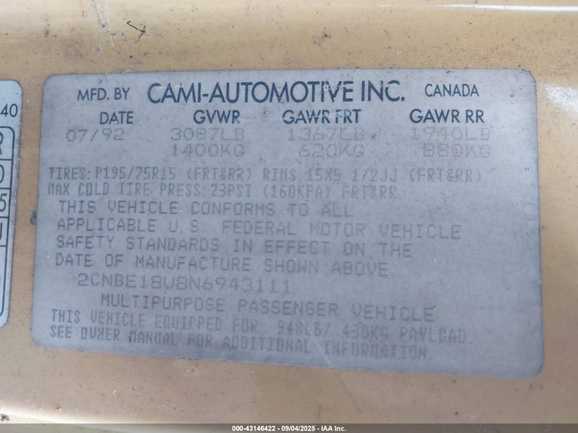 MFD. BY CAMI-AUTOMOTIVE INC. CANADA
DATE GVWR GAWR FRT GAWR RR
07/92 3087LB 1367LB 1940LB
1400KG 620KG 880KG
TIRES: P195/75R15 (FRT&RR) RIMS 15X5 1/2JJ (FRT&RR)
MAX COLD TIRE PRESS 23PSI (160KPA) FRT&RR
THIS VEHICLE CONFORMS TO ALL
APPLICABLE U.S. FEDERAL MOTOR VEHICLE
SAFETY STANDARDS IN EFFECT ON THE
DATE OF MANUFACTURE SHOWN ABOVE
2CNBE18U8N6943111
MULTIPURPOSE PASSENGER VEHICLE
THIS VEHICLE PROVIDED FOR 948LB/ 430KG PAYLOAD.
SEE OWNER MANUAL FOR ADDITIONAL INFORMATION.
40
R
0
5
U
000-43146422 - 09/04/2025 - IAA Inc.